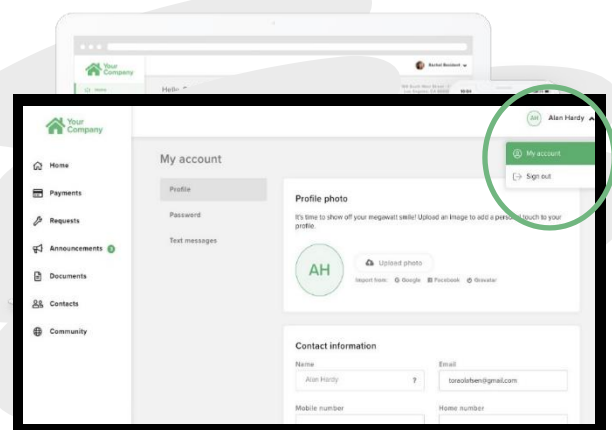 Your
Company
Rachel Resident
Home
Hello
Your
Company
AH Alan Hardy
My account
Sign out
Home
Payments
Requests
Announcements
Documents
Contacts
Community
My account
Profile
Password
Text messages
Profile photo
It's time to show off your megawatt smile! Upload an image to add a personal touch to your
profile.
AH
Upload photo
Import from: Google Facebook Gravatar
Contact information
Name
Email
Alan Hardy ?
toreolafsen@gmail.com
Mobile number
Home number